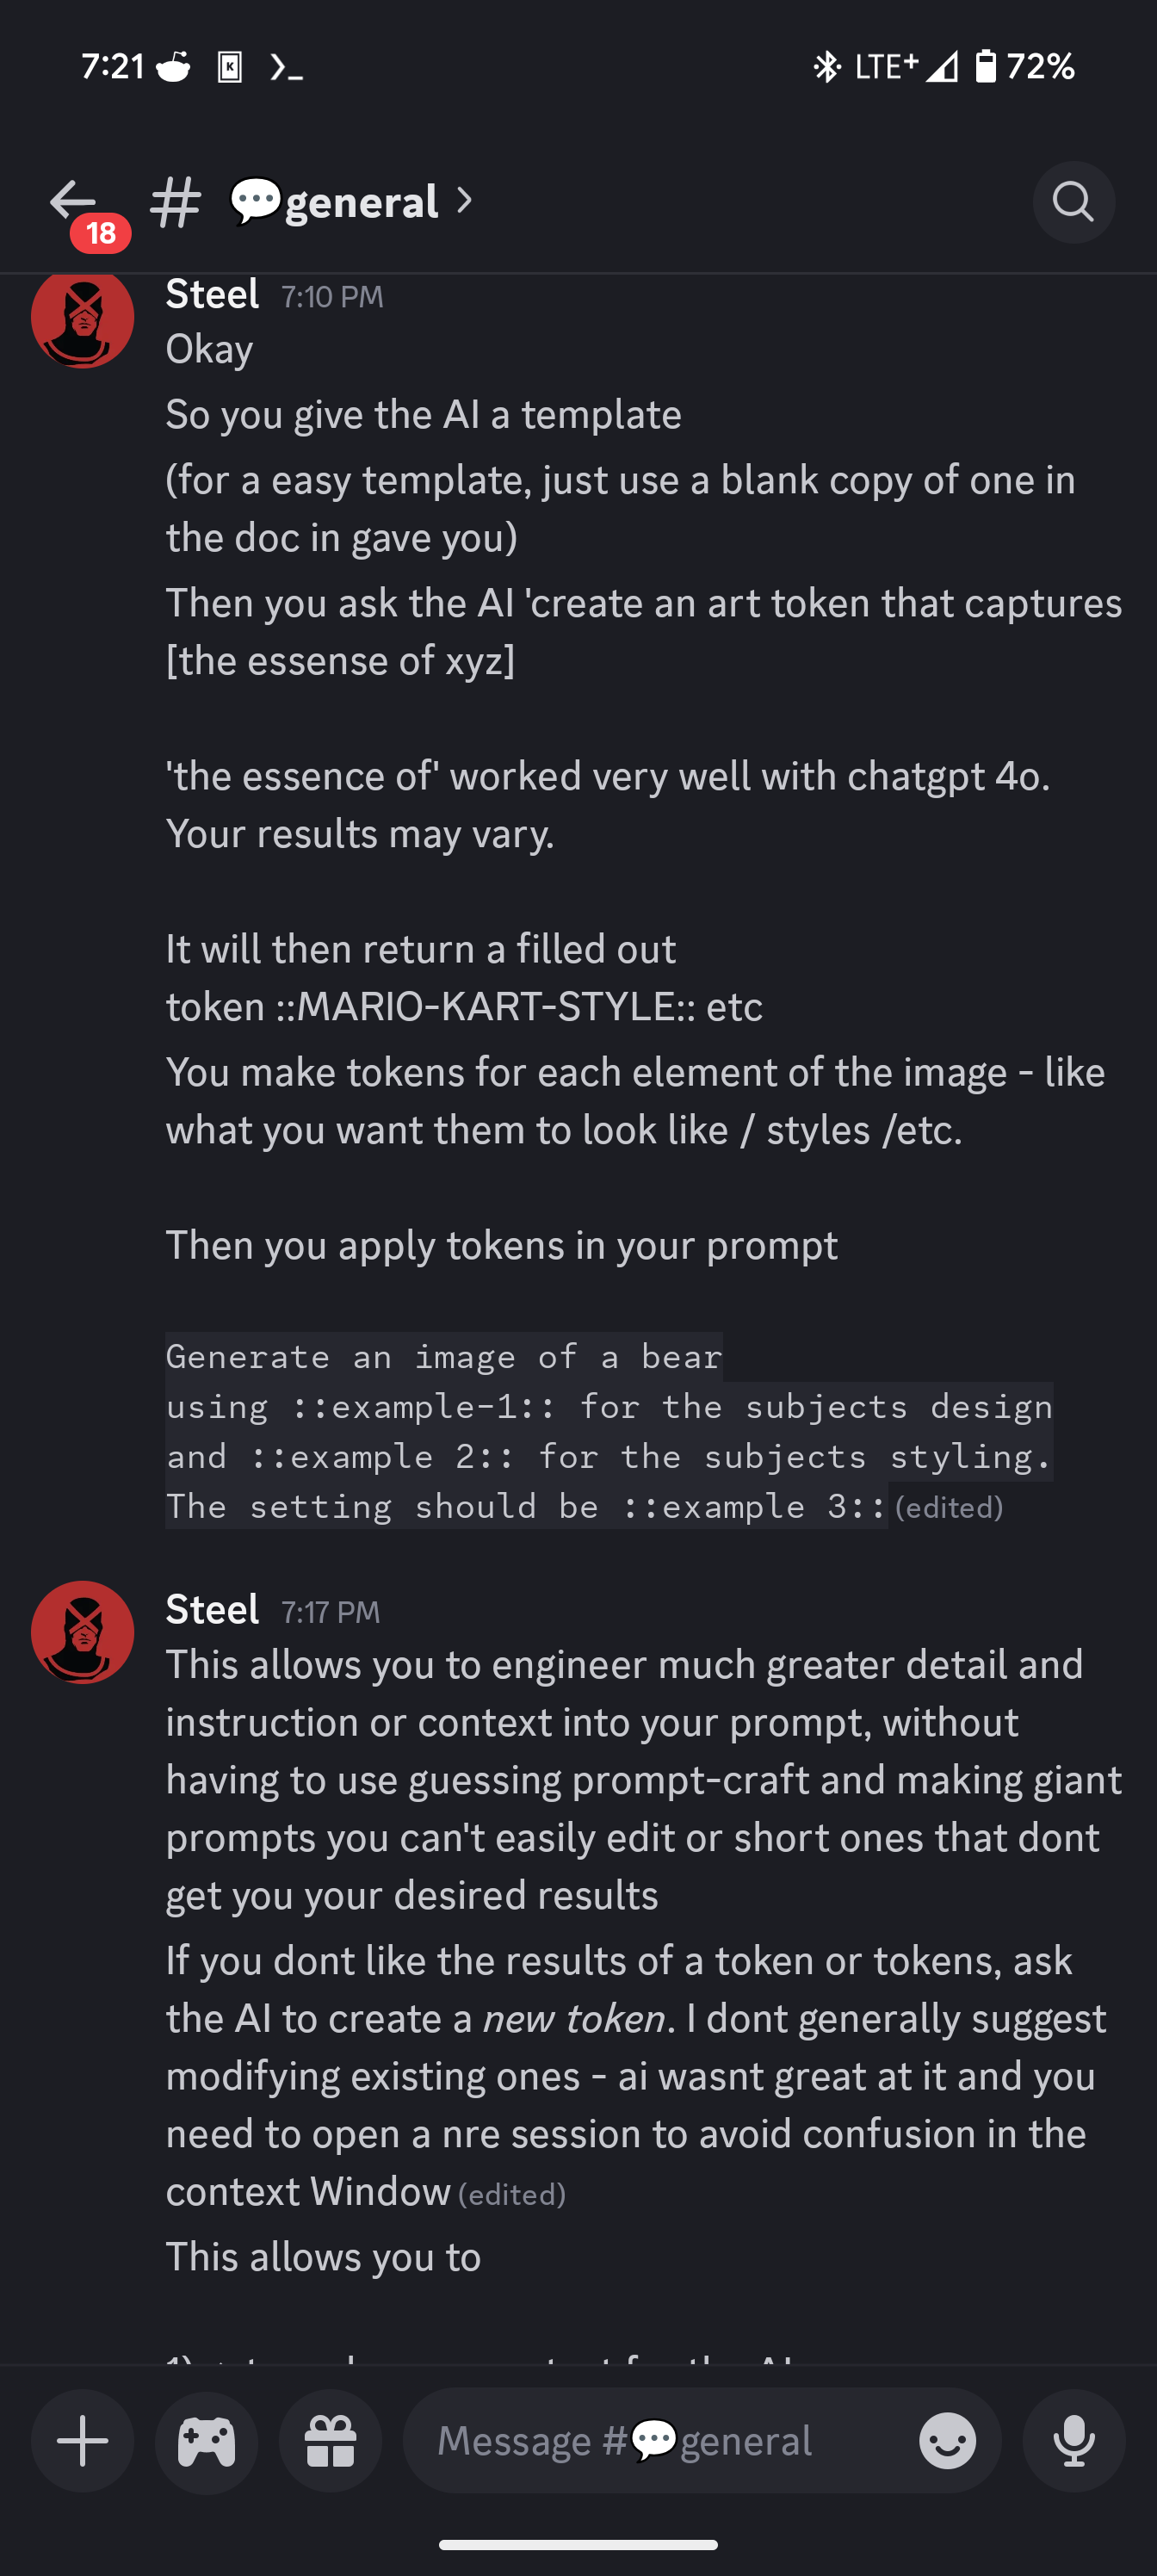 7:21 >_ LTE+ 72%
18
# 💬general >
Steel 7:10 PM
Okay
So you give the AI a template
(for a easy template, just use a blank copy of one in
the doc in gave you)
Then you ask the AI 'create an art token that captures
[the essense of xyz]
'the essence of' worked very well with chatgpt 4o.
Your results may vary.
It will then return a filled out
token ::MARIO-KART-STYLE:: etc
You make tokens for each element of the image - like
what you want them to look like / styles /etc.
Then you apply tokens in your prompt
Generate an image of a bear
using ::example-1:: for the subjects design
and ::example 2:: for the subjects styling.
The setting should be ::example 3:: (edited)
Steel 7:17 PM
This allows you to engineer much greater detail and
instruction or context into your prompt, without
having to use guessing prompt-craft and making giant
prompts you can't easily edit or short ones that dont
get you your desired results
If you dont like the results of a token or tokens, ask
the AI to create a new token. I dont generally suggest
modifying existing ones - ai wasnt great at it and you
need to open a nre session to avoid confusion in the
context Window (edited)
This allows you to
Message #💬general